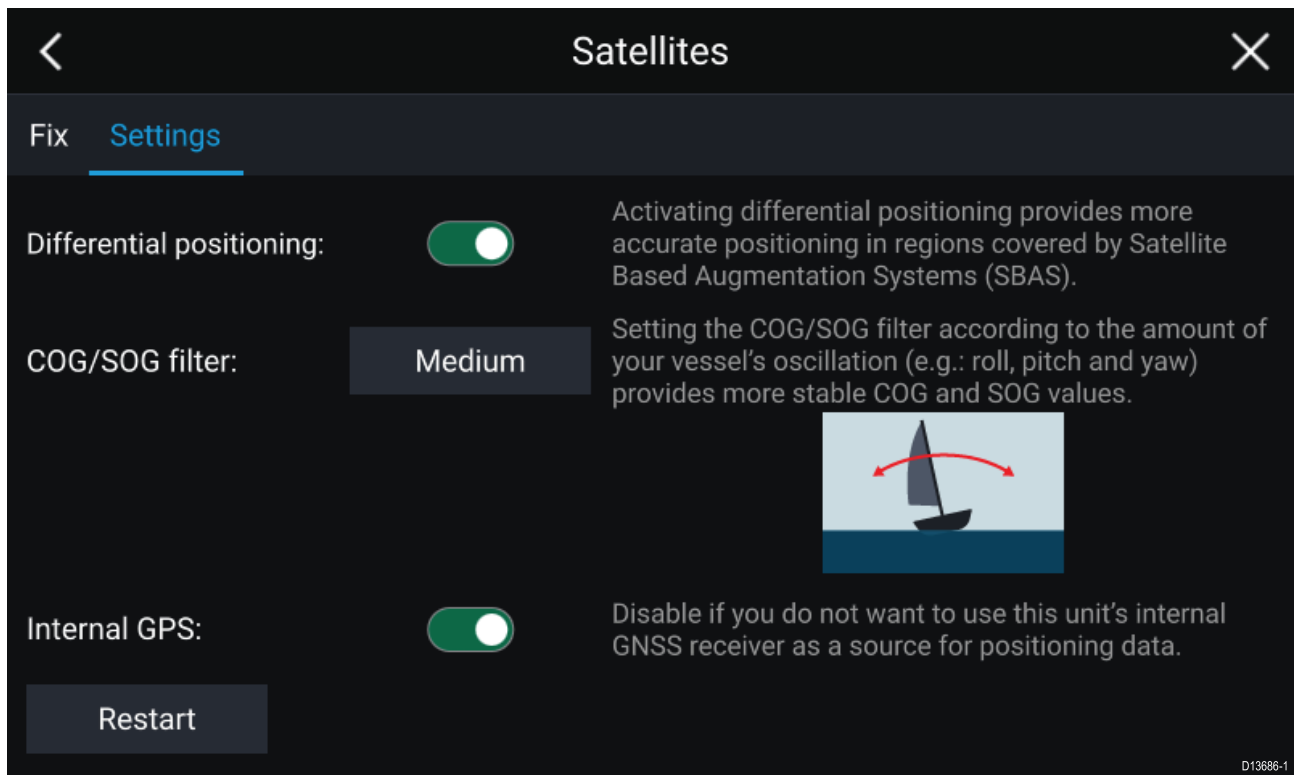 Satellites
Fix Settings
Differential positioning:
Activating differential positioning provides more
accurate positioning in regions covered by Satellite
Based Augmentation Systems (SBAS).
COG/SOG filter:
Medium
Setting the COG/SOG filter according to the amount of
your vessel's oscillation (e.g.: roll, pitch and yaw)
provides more stable COG and SOG values.
Internal GPS:
Disable if you do not want to use this unit's internal
GNSS receiver as a source for positioning data.
Restart
D13686-1